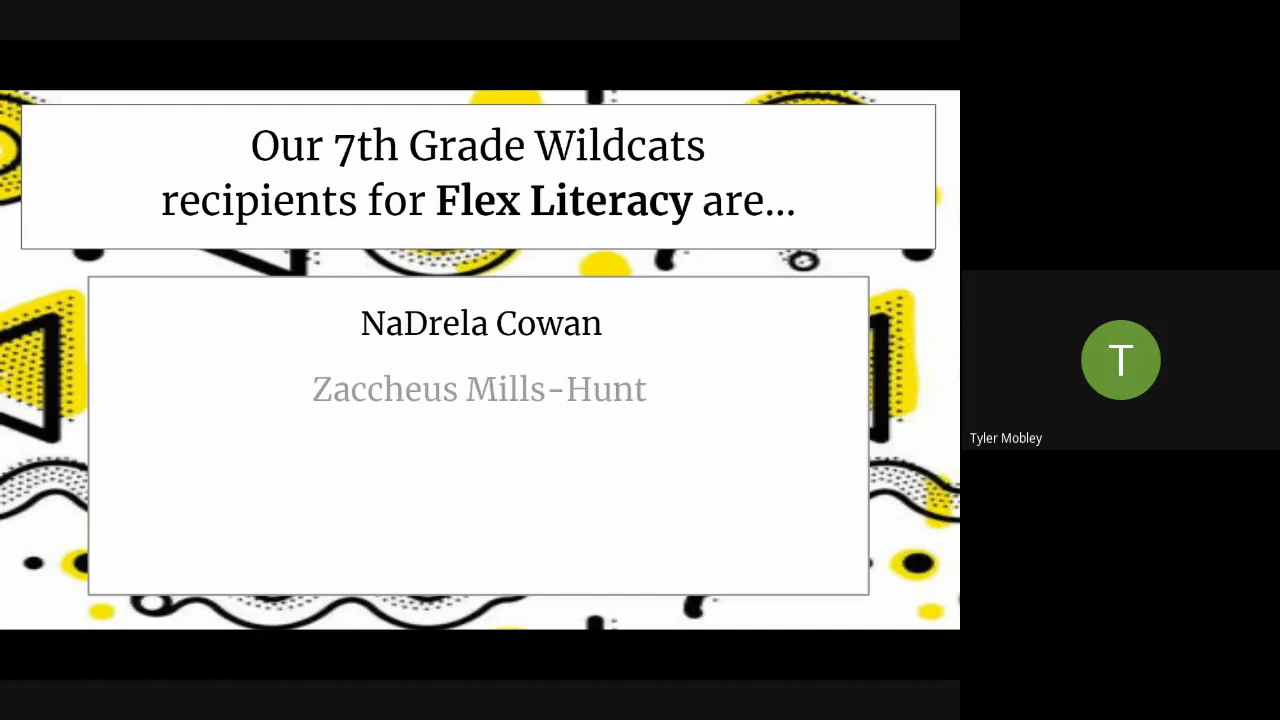 Our 7th Grade Wildcats
recipients for Flex Literacy are...
NaDrela Cowan
Zaccheus Mills-Hunt
T
Tyler Mobley